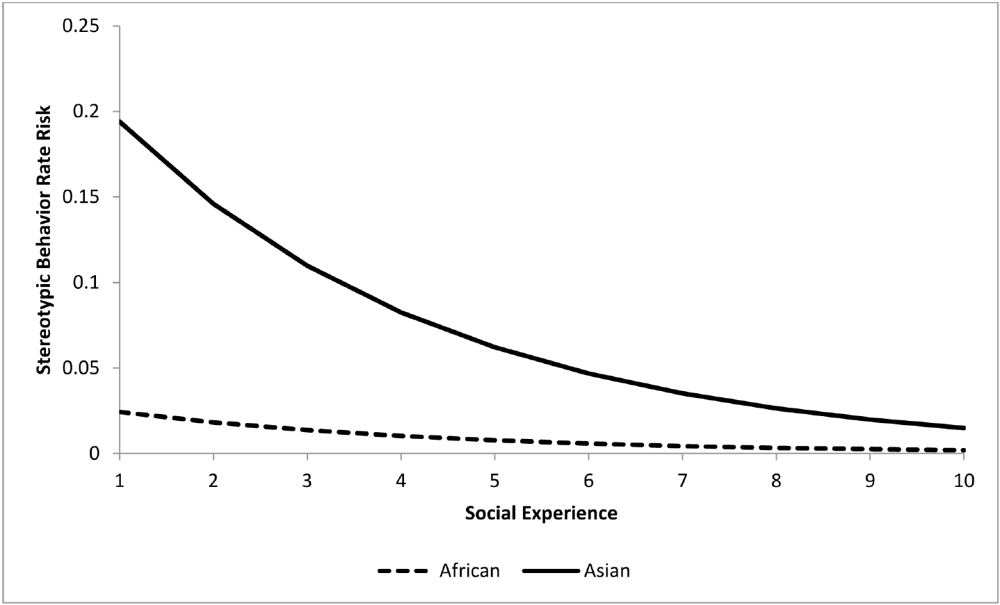 0.25
0.2
0.15
0.1
0.05
0
Stereotypic Behavior Rate Risk
1 2 3 4 5 6 7 8 9 10
Social Experience
African Asian